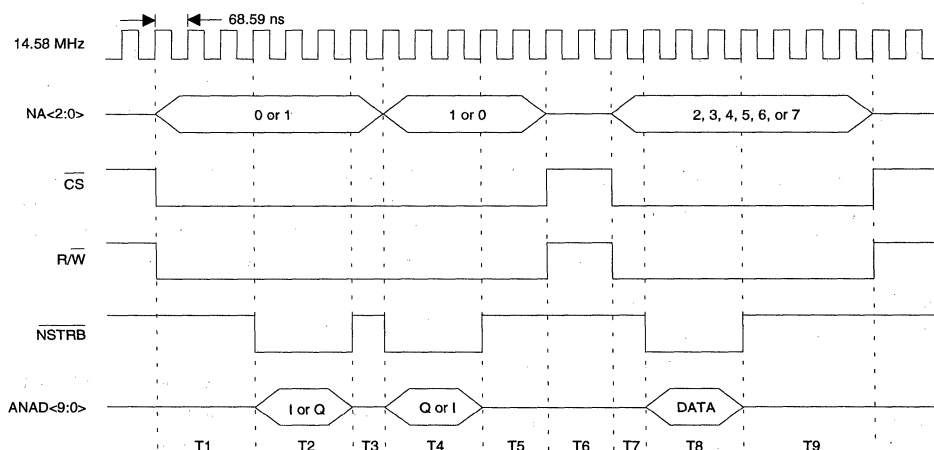 68.59 ns
14.58 MHz
NA<2:0>
0 or 1
1 or 0
2, 3, 4, 5, 6, or 7
CS
R/W
NSTRB
ANAD<9:0>
I or Q
Q or I
DATA
T1 T2 T3 T4 T5 T6 T7 T8 T9